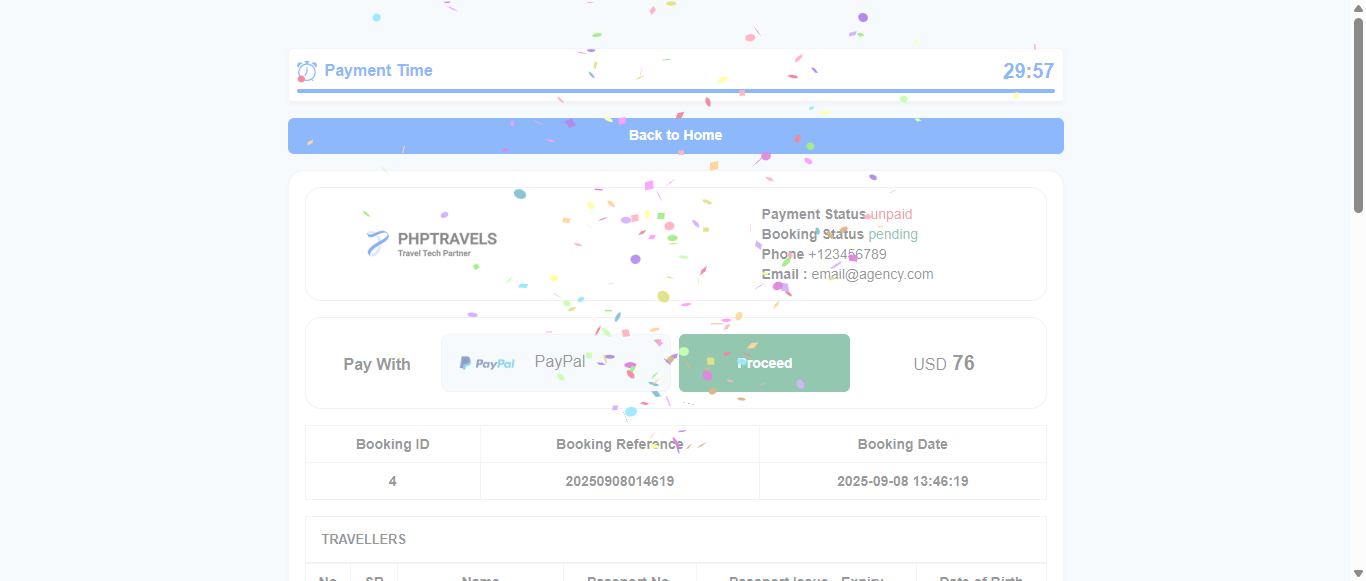 Payment Time 29:57
Back to Home
PHPTRAVELS
Travel Tech Partner
Payment Status unpaid
Booking Status pending
Phone +123456789
Email : email@agency.com
Pay With PayPal PayPal Proceed USD 76
Booking ID Booking Reference Booking Date
4 20250908014619 2025-09-08 13:46:19
TRAVELLERS
No SR Name Passport No Passport Issue - Expiry Date of Birth